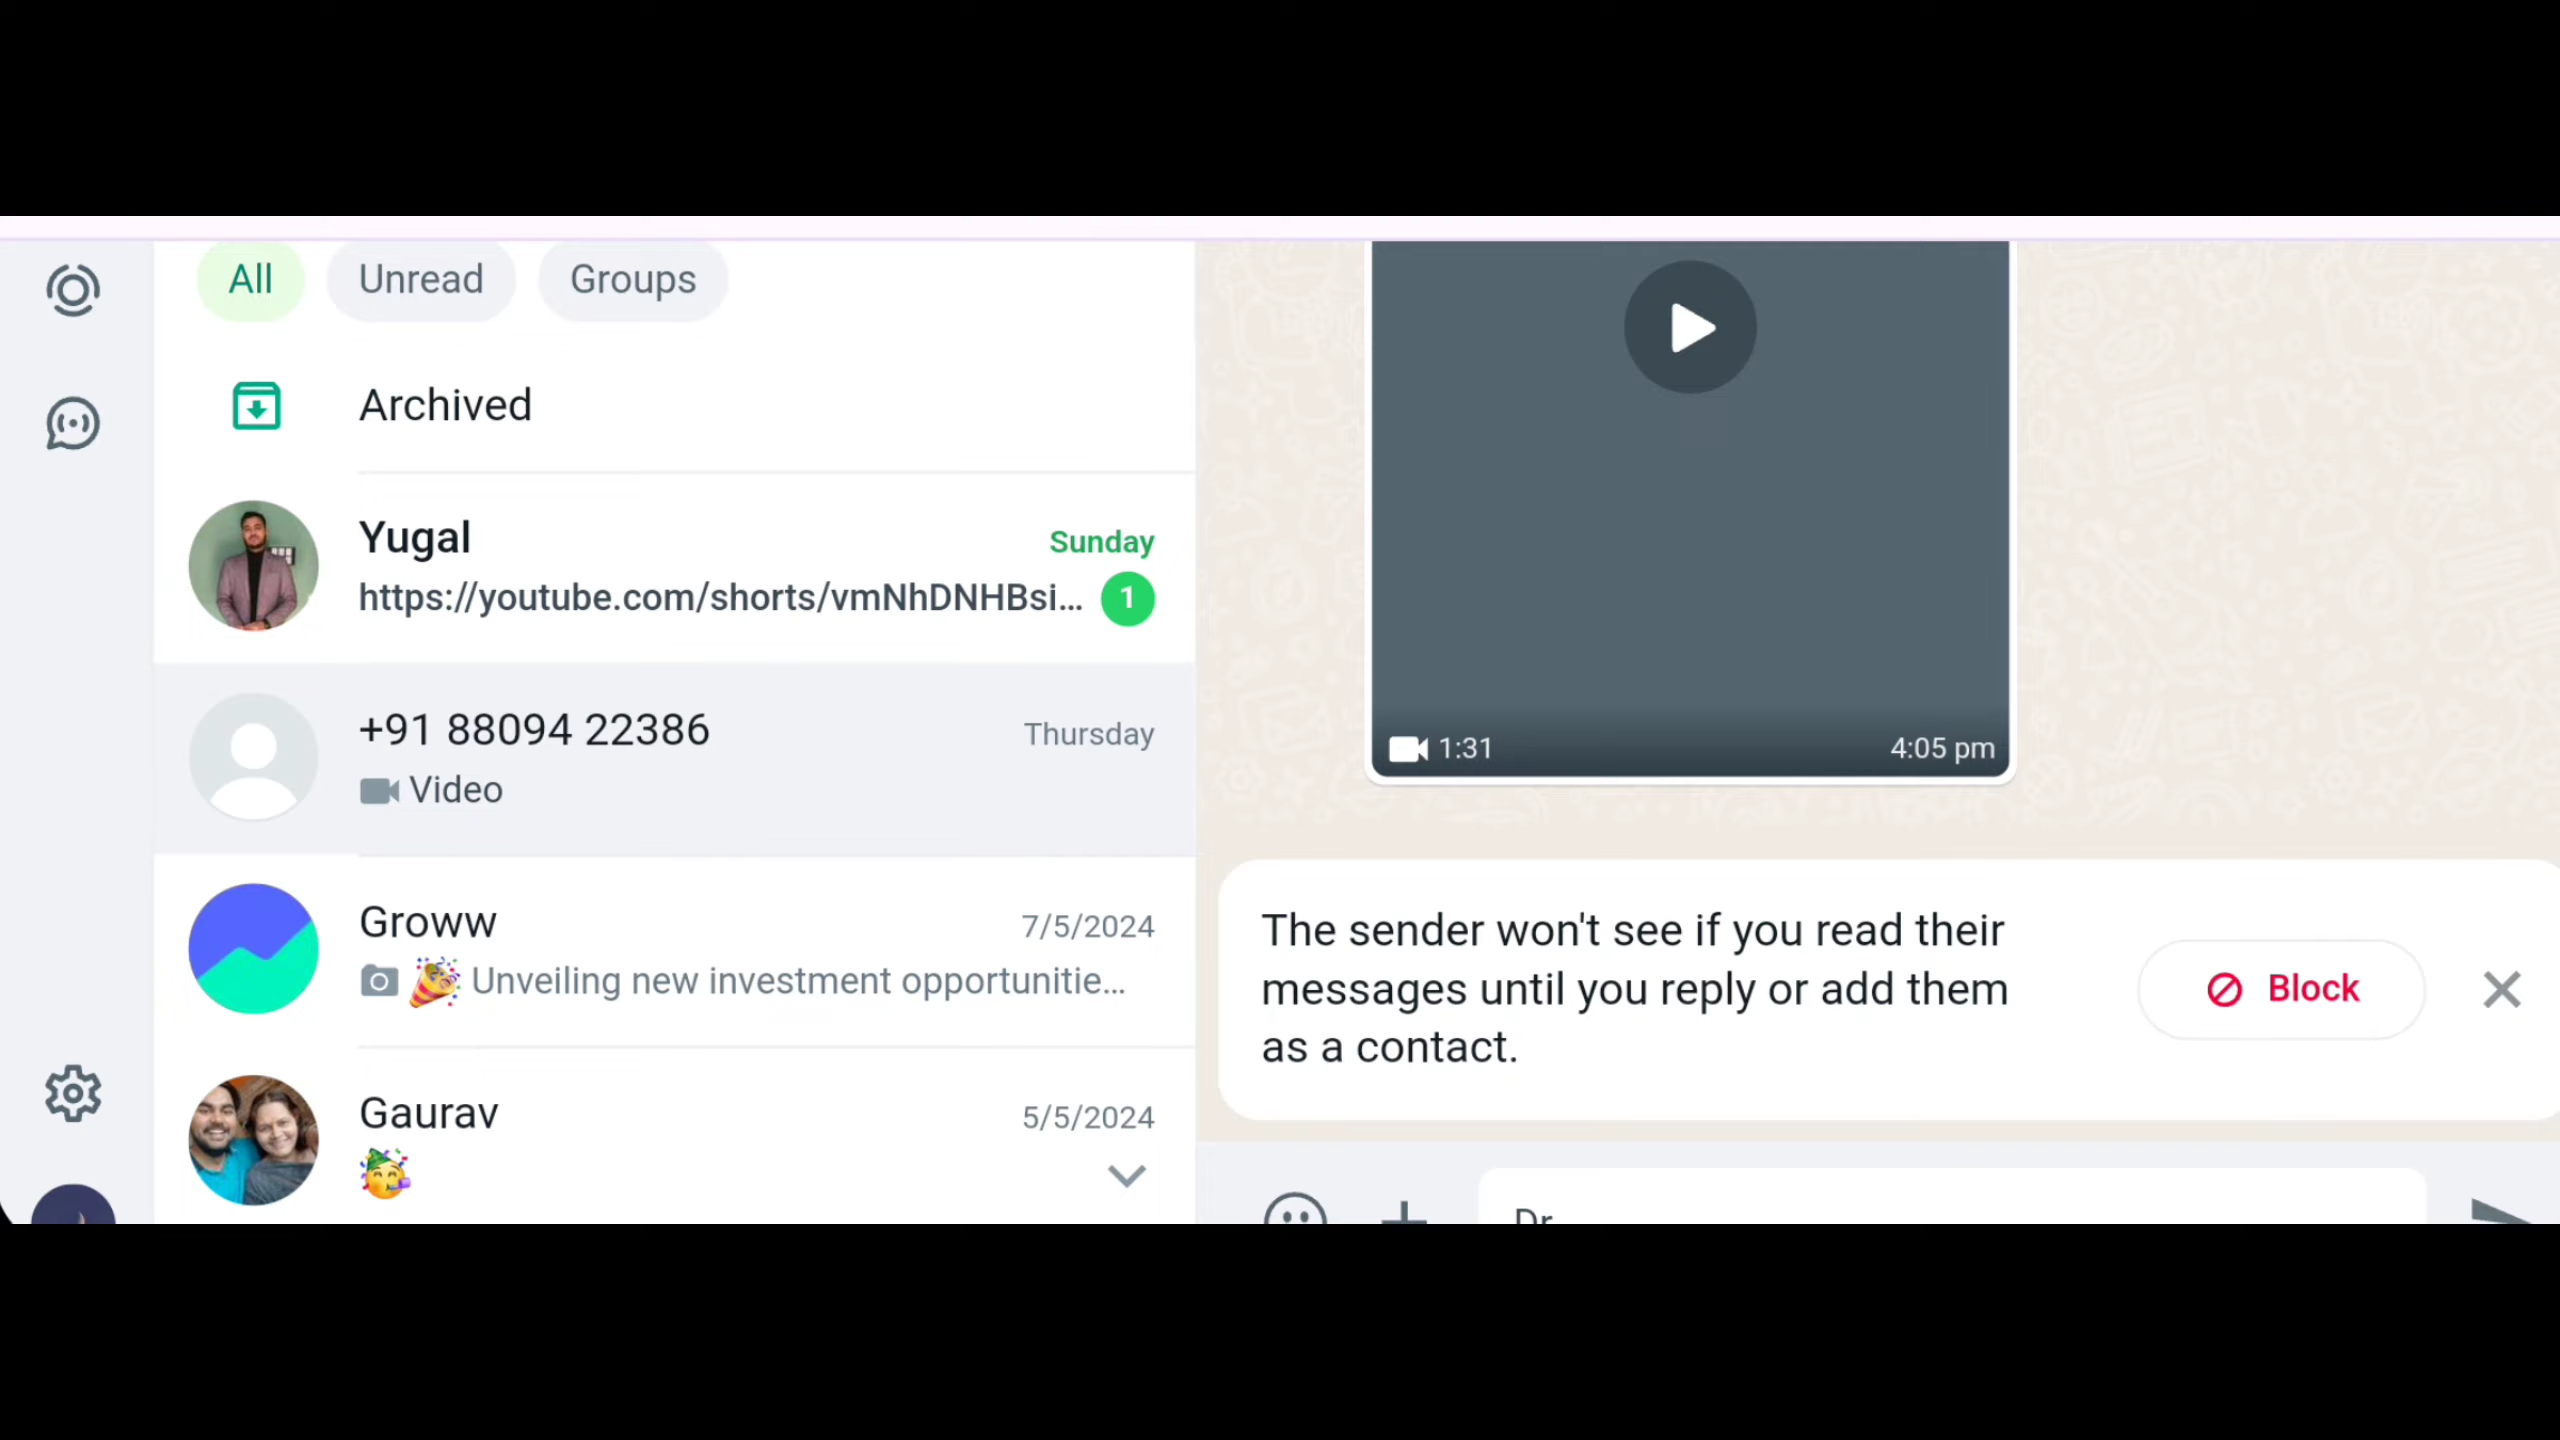 All
Unread
Groups
Archived
Yugal
Sunday
https://youtube.com/shorts/vmNhDNHBsi...
1
+91 88094 22386
Thursday
Video
Groww
7/5/2024
🎉 Unveiling new investment opportunitie...
Gaurav
5/5/2024
🥳
1:31
4:05 pm
The sender won't see if you read their
messages until you reply or add them
as a contact.
Block
Dr